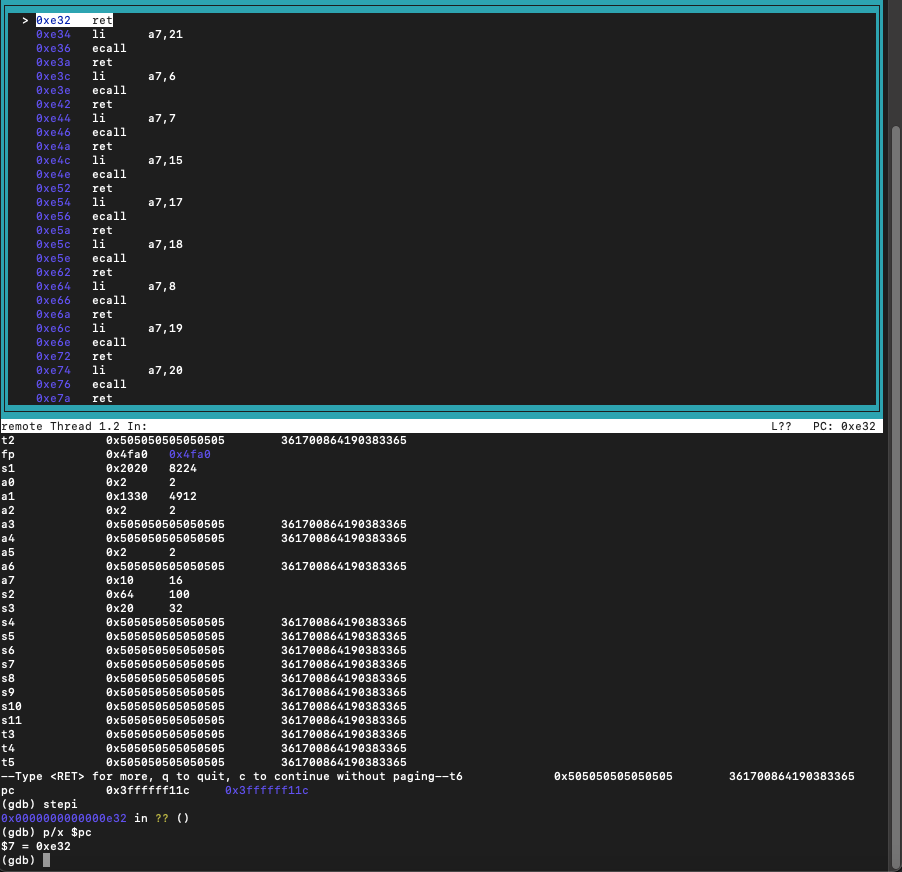 > 0xe32 ret
0xe34 li a7,21
0xe36 ecall
0xe3a ret
0xe3c li a7,6
0xe3e ecall
0xe42 ret
0xe44 li a7,7
0xe46 ecall
0xe4a ret
0xe4c li a7,15
0xe4e ecall
0xe52 ret
0xe54 li a7,17
0xe56 ecall
0xe5a ret
0xe5c li a7,18
0xe5e ecall
0xe62 ret
0xe64 li a7,8
0xe66 ecall
0xe6a ret
0xe6c li a7,19
0xe6e ecall
0xe72 ret
0xe74 li a7,20
0xe76 ecall
0xe7a ret
remote Thread 1.2 In: L?? PC: 0xe32
t2 0x505050505050505 361700864190383365
fp 0x4fa0 0x4fa0
s1 0x2020 8224
a0 0x2 2
a1 0x1330 4912
a2 0x2 2
a3 0x505050505050505 361700864190383365
a4 0x505050505050505 361700864190383365
a5 0x2 2
a6 0x505050505050505 361700864190383365
a7 0x10 16
s2 0x64 100
s3 0x20 32
s4 0x505050505050505 361700864190383365
s5 0x505050505050505 361700864190383365
s6 0x505050505050505 361700864190383365
s7 0x505050505050505 361700864190383365
s8 0x505050505050505 361700864190383365
s9 0x505050505050505 361700864190383365
s10 0x505050505050505 361700864190383365
s11 0x505050505050505 361700864190383365
t3 0x505050505050505 361700864190383365
t4 0x505050505050505 361700864190383365
t5 0x505050505050505 361700864190383365
--Type <RET> for more, q to quit, c to continue without paging--t6 0x505050505050505 361700864190383365
pc 0x3ffffff11c 0x3ffffff11c
(gdb) stepi
0x0000000000000e32 in ?? ()
(gdb) p/x $pc
$7 = 0xe32
(gdb)